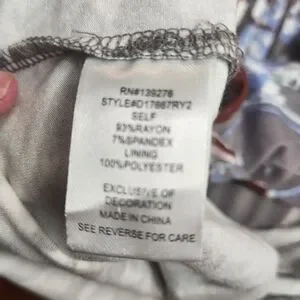 RN#139276
STYLE#D17667RY2
SELF
93%RAYON
7%SPANDEX
LINING
100%POLYESTER
EXCLUSIVE OF
DECORATION
MADE IN CHINA
SEE REVERSE FOR CARE